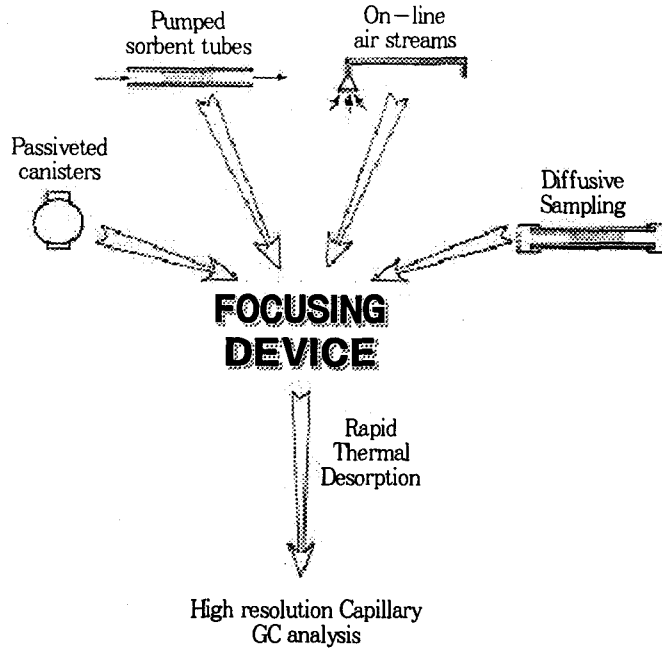 Pumped
sorbent tubes
On-line
air streams
Passiveted
canisters
Diffusive
Sampling
FOCUSING
DEVICE
Rapid
Thermal
Desorption
High resolution Capillary
GC analysis